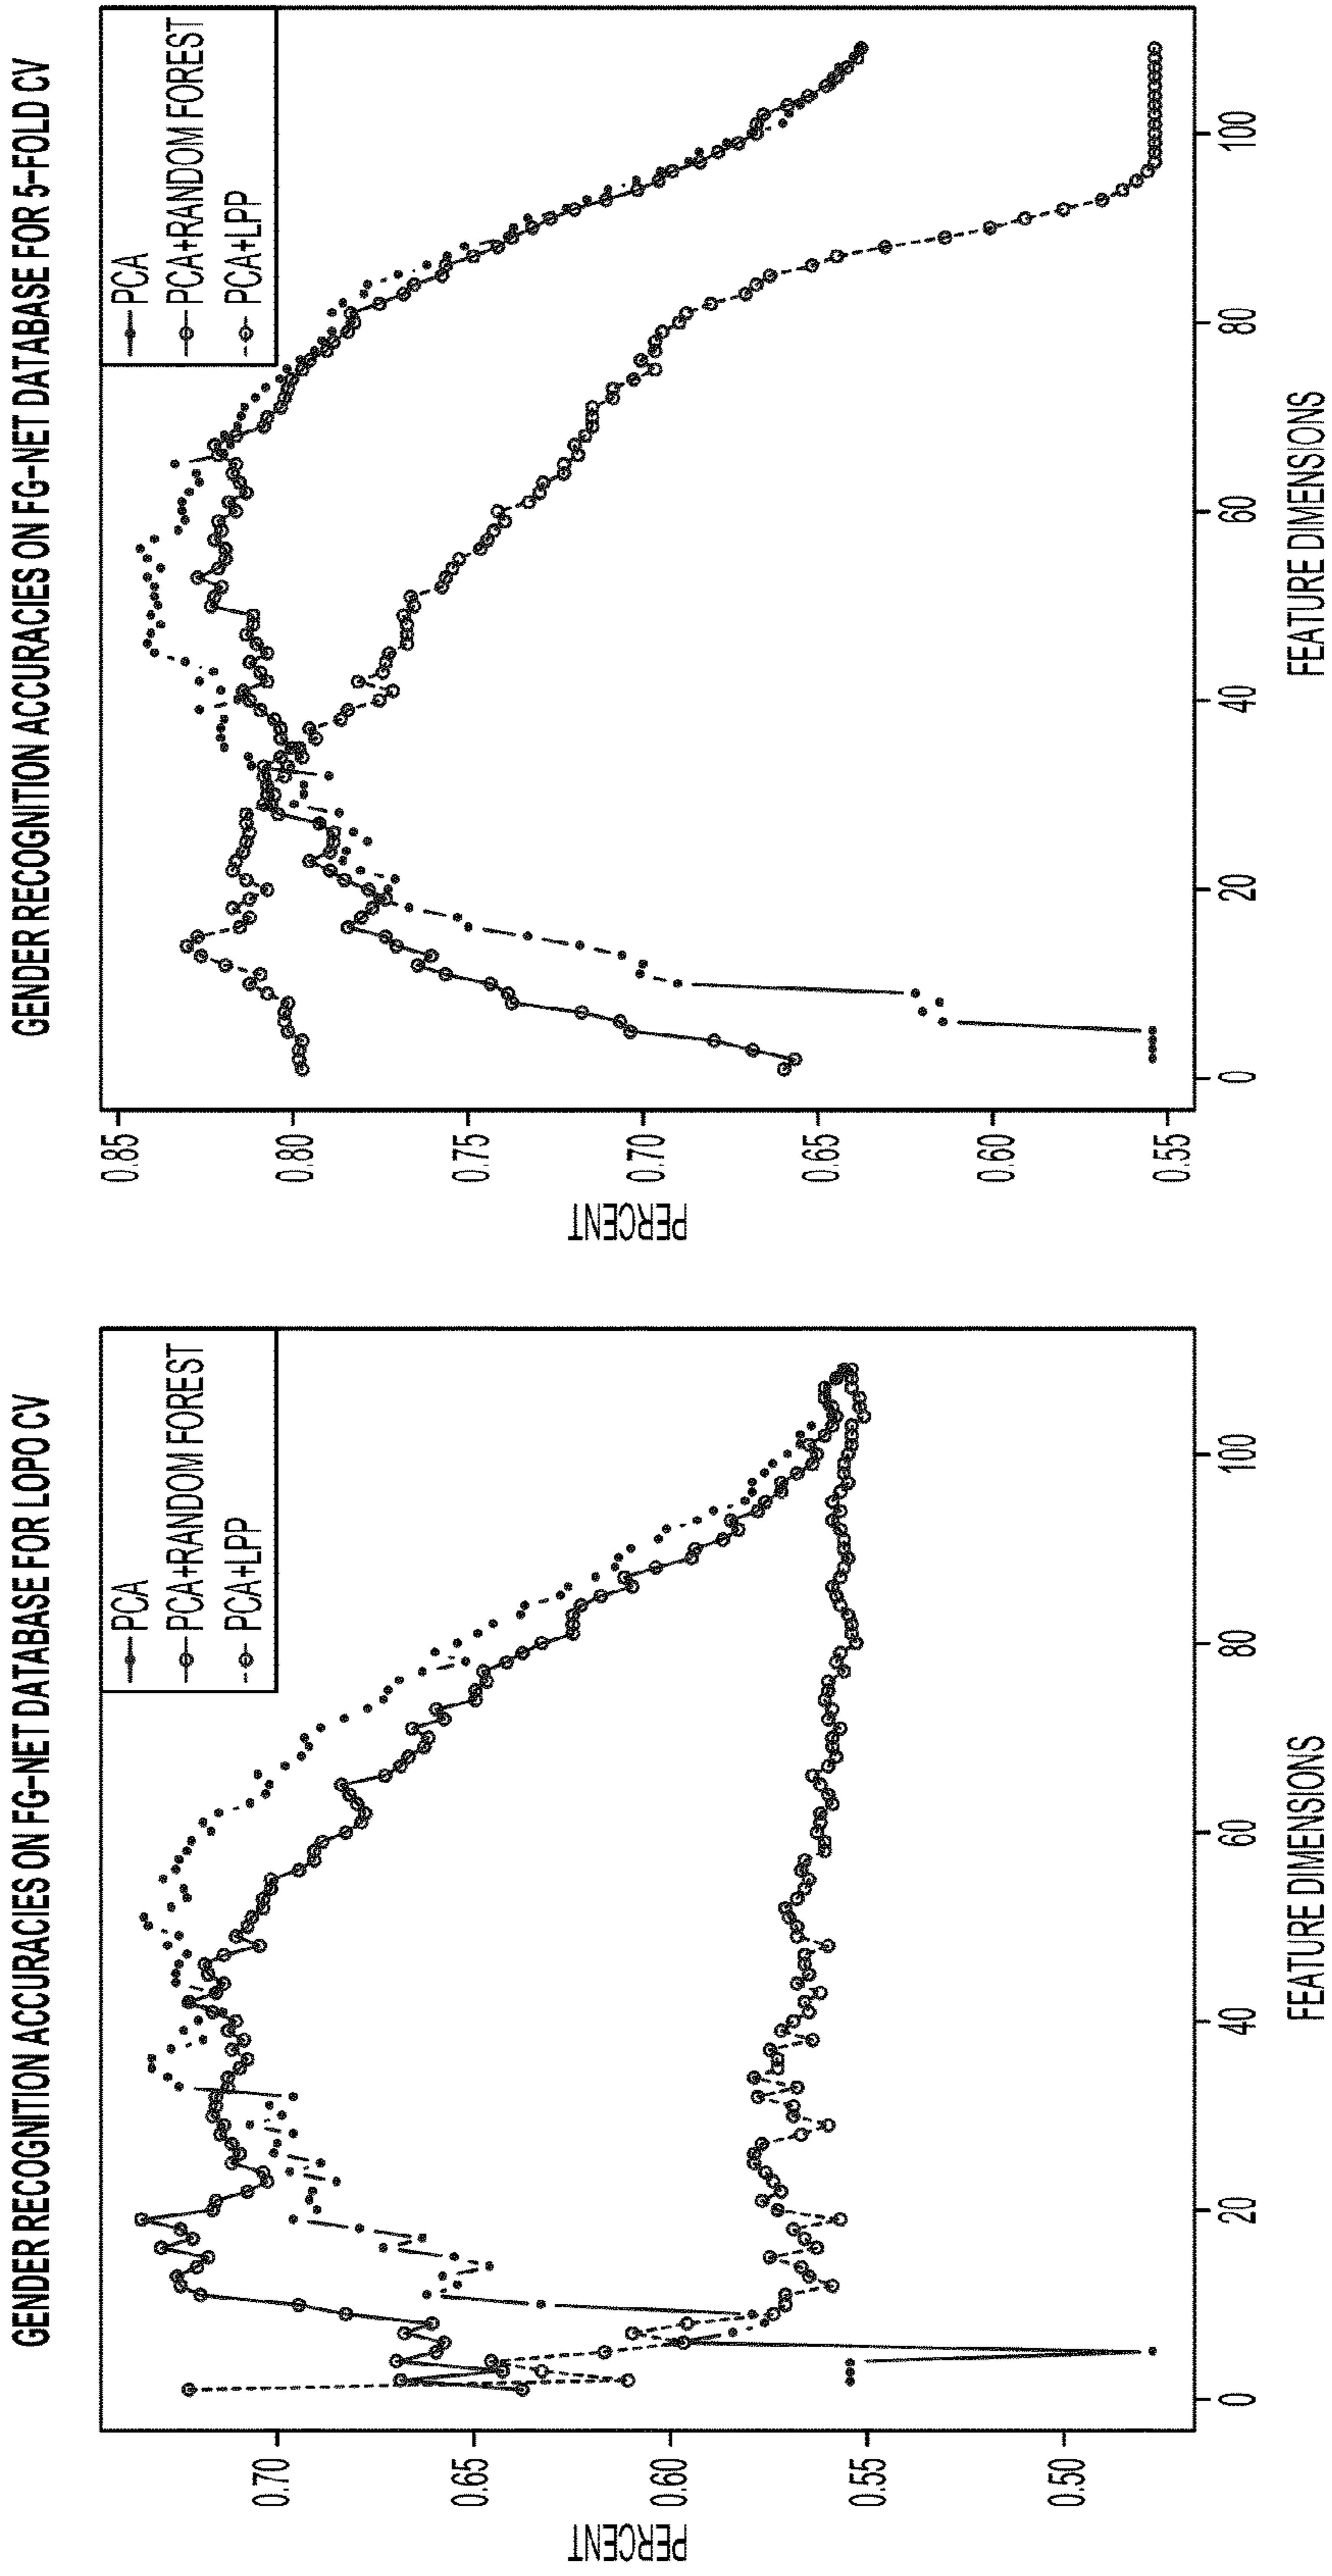 GENDER RECOGNITION ACCURACIES ON FG-NET DATABASE FOR LOPO CV
PCA
PCA+RANDOM FOREST
PCA+LPP
0.70
0.65
0.60
0.55
0.50
PERCENT
0
20
40
60
80
100
FEATURE DIMENSIONS
GENDER RECOGNITION ACCURACIES ON FG-NET DATABASE FOR 5-FOLD CV
PCA
PCA+RANDOM FOREST
PCA+LPP
0.85
0.80
0.75
0.70
0.65
0.60
0.55
PERCENT
0
20
40
60
80
100
FEATURE DIMENSIONS